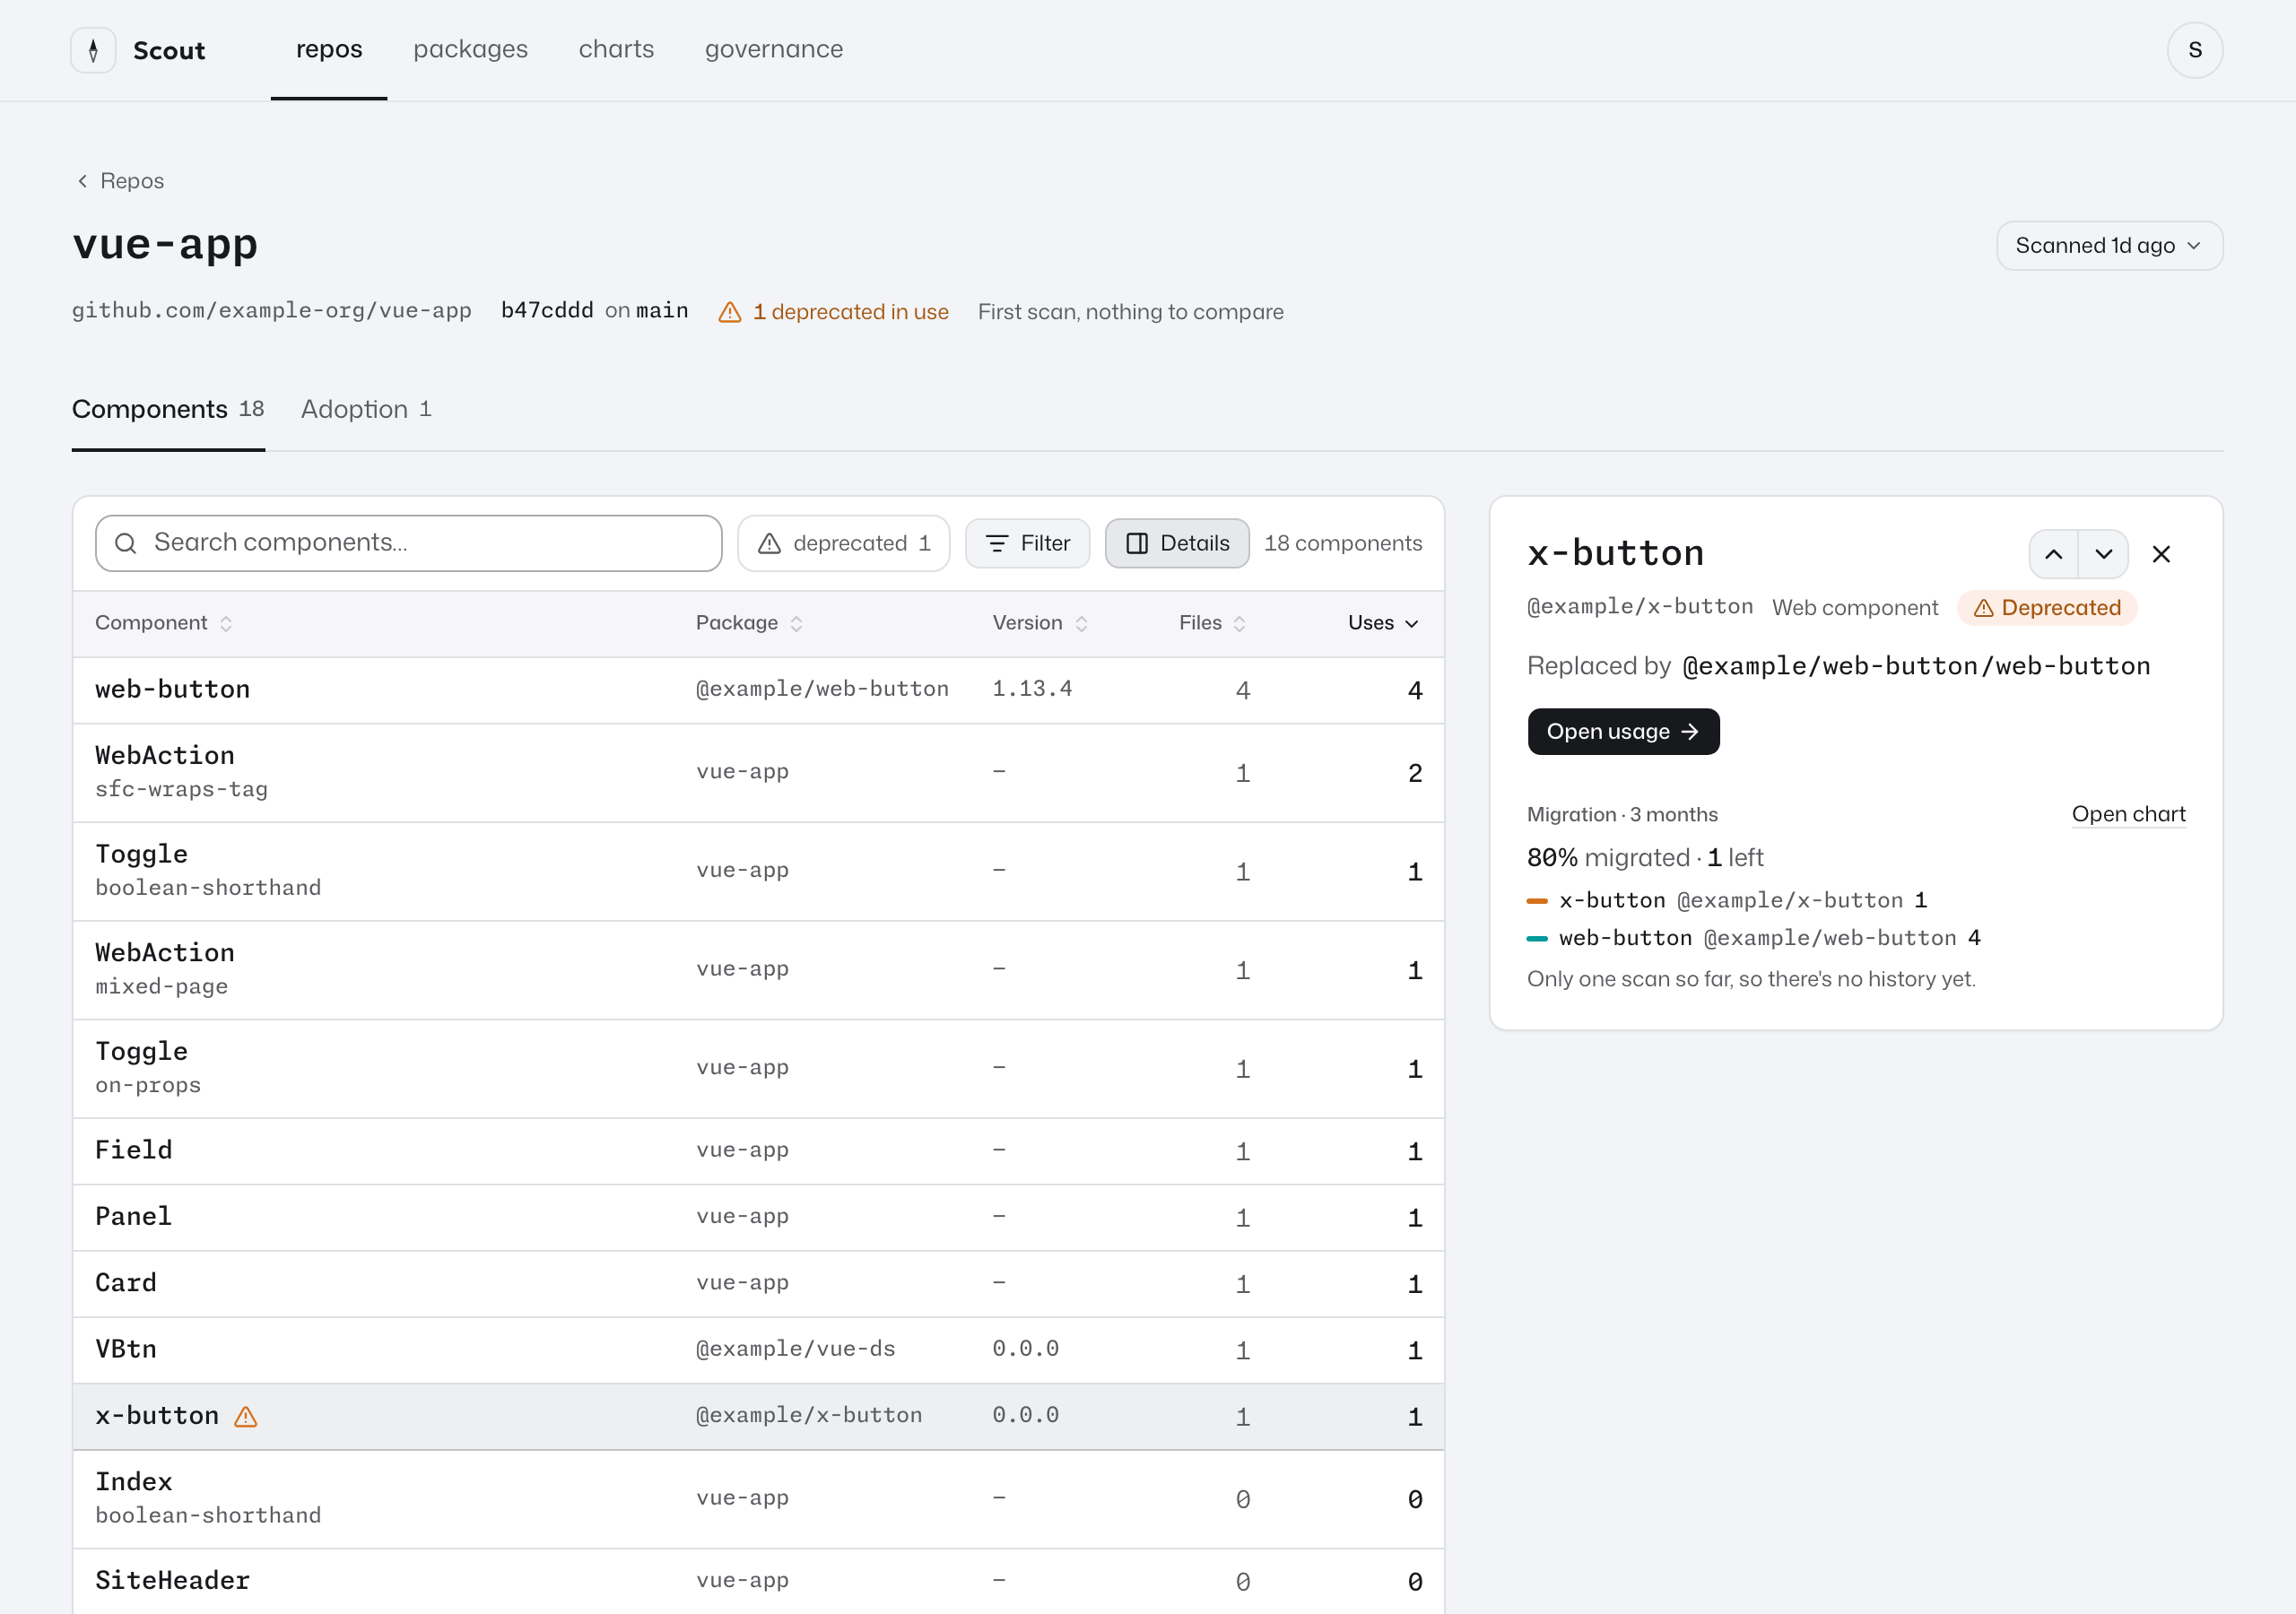 Scout repos packages charts governance S
Repos
vue-app
Scanned 1d ago
github.com/example-org/vue-app b47cddd on main 1 deprecated in use First scan, nothing to compare
Components 18 Adoption 1
Search components... deprecated 1 Filter Details 18 components
Component Package Version Files Uses
web-button @example/web-button 1.13.4 4 4
WebAction
sfc-wraps-tag
vue-app – 1 2
Toggle
boolean-shorthand
vue-app – 1 1
WebAction
mixed-page
vue-app – 1 1
Toggle
on-props
vue-app – 1 1
Field vue-app – 1 1
Panel vue-app – 1 1
Card vue-app – 1 1
VBtn @example/vue-ds 0.0.0 1 1
x-button @example/x-button 0.0.0 1 1
Index
boolean-shorthand
vue-app – 0 0
SiteHeader vue-app – 0 0
x-button
@example/x-button Web component Deprecated
Replaced by @example/web-button/web-button
Open usage →
Migration · 3 months Open chart
80% migrated · 1 left
x-button @example/x-button 1
web-button @example/web-button 4
Only one scan so far, so there's no history yet.